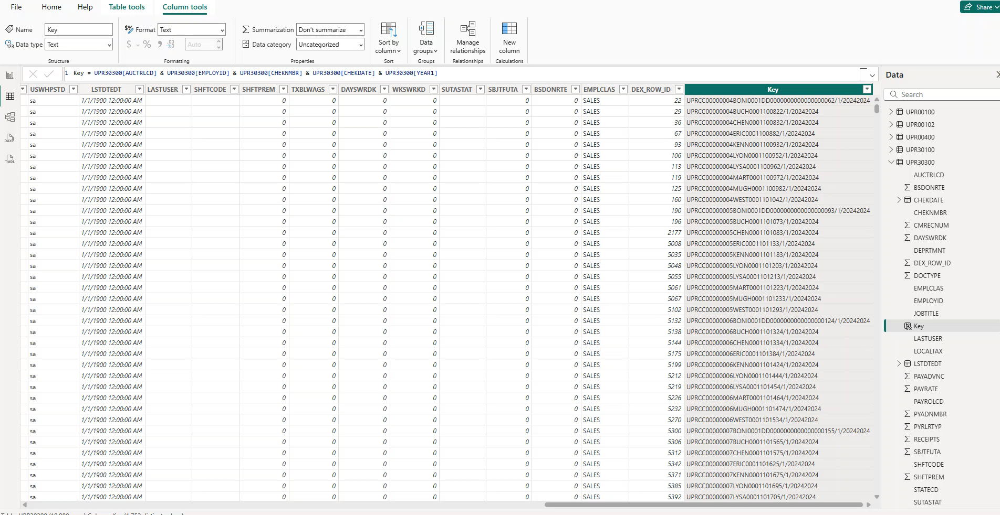 File Home Help Table tools Column tools Share
Name Key $% Format Text Summarization Don't summarize
Data type Text $ % Auto Data category Uncategorized
Sort by column Data groups Manage relationships New column
Structure Formatting Properties Sort Groups Relationships Calculations
1 Key = UPR30300[AUCTRLCD] & UPR30300[EMPLOYID] & UPR30300[CHEKNMBR] & UPR30300[CHEKDATE] & UPR30300[YEAR1]
USWHPSTD LSTDTEDT LASTUSER SHFTCODE SHFTPREM TXBLWAGS DAYSWRDK WKSWRKD SUTASTAT SBJTFUTA BSDONRTE EMPLCLAS DEX_ROW_ID Key
sa 1/1/1900 12:00:00 AM 0 0 0 0 0 0 SALES 22 UPRCC00000004BONI0001DD0000000000000000062/1/20242024
sa 1/1/1900 12:00:00 AM 0 0 0 0 0 0 SALES 29 UPRCC00000004BUCH0001100822/1/20242024
sa 1/1/1900 12:00:00 AM 0 0 0 0 0 0 SALES 36 UPRCC00000004CHEN0001100832/1/20242024
sa 1/1/1900 12:00:00 AM 0 0 0 0 0 0 SALES 67 UPRCC00000004ERIC0001100882/1/20242024
sa 1/1/1900 12:00:00 AM 0 0 0 0 0 0 SALES 93 UPRCC00000004KENN0001100932/1/20242024
sa 1/1/1900 12:00:00 AM 0 0 0 0 0 0 SALES 106 UPRCC00000004LYON0001100952/1/20242024
sa 1/1/1900 12:00:00 AM 0 0 0 0 0 0 SALES 113 UPRCC00000004LYSA0001100962/1/20242024
sa 1/1/1900 12:00:00 AM 0 0 0 0 0 0 SALES 119 UPRCC00000004MART0001100972/1/20242024
sa 1/1/1900 12:00:00 AM 0 0 0 0 0 0 SALES 125 UPRCC00000004MUGH0001100982/1/20242024
sa 1/1/1900 12:00:00 AM 0 0 0 0 0 0 SALES 160 UPRCC00000004WEST0001101042/1/20242024
sa 1/1/1900 12:00:00 AM 0 0 0 0 0 0 SALES 190 UPRCC00000005BONI0001DD0000000000000000093/1/20242024
sa 1/1/1900 12:00:00 AM 0 0 0 0 0 0 SALES 196 UPRCC00000005BUCH0001101073/1/20242024
sa 1/1/1900 12:00:00 AM 0 0 0 0 0 0 SALES 2177 UPRCC00000005CHEN0001101083/1/20242024
sa 1/1/1900 12:00:00 AM 0 0 0 0 0 0 SALES 5008 UPRCC00000005ERIC0001101133/1/20242024
sa 1/1/1900 12:00:00 AM 0 0 0 0 0 0 SALES 5035 UPRCC00000005KENN0001101183/1/20242024
sa 1/1/1900 12:00:00 AM 0 0 0 0 0 0 SALES 5048 UPRCC00000005LYON0001101203/1/20242024
sa 1/1/1900 12:00:00 AM 0 0 0 0 0 0 SALES 5055 UPRCC00000005LYSA0001101213/1/20242024
sa 1/1/1900 12:00:00 AM 0 0 0 0 0 0 SALES 5061 UPRCC00000005MART0001101223/1/20242024
sa 1/1/1900 12:00:00 AM 0 0 0 0 0 0 SALES 5067 UPRCC00000005MUGH0001101233/1/20242024
sa 1/1/1900 12:00:00 AM 0 0 0 0 0 0 SALES 5102 UPRCC00000005WEST0001101293/1/20242024
sa 1/1/1900 12:00:00 AM 0 0 0 0 0 0 SALES 5132 UPRCC00000006BONI0001DD0000000000000000124/1/20242024
sa 1/1/1900 12:00:00 AM 0 0 0 0 0 0 SALES 5138 UPRCC00000006BUCH0001101324/1/20242024
sa 1/1/1900 12:00:00 AM 0 0 0 0 0 0 SALES 5144 UPRCC00000006CHEN0001101334/1/20242024
sa 1/1/1900 12:00:00 AM 0 0 0 0 0 0 SALES 5175 UPRCC00000006ERIC0001101384/1/20242024
sa 1/1/1900 12:00:00 AM 0 0 0 0 0 0 SALES 5199 UPRCC00000006KENN0001101424/1/20242024
sa 1/1/1900 12:00:00 AM 0 0 0 0 0 0 SALES 5212 UPRCC00000006LYON0001101444/1/20242024
sa 1/1/1900 12:00:00 AM 0 0 0 0 0 0 SALES 5219 UPRCC00000006LYSA0001101454/1/20242024
sa 1/1/1900 12:00:00 AM 0 0 0 0 0 0 SALES 5226 UPRCC00000006MART0001101464/1/20242024
sa 1/1/1900 12:00:00 AM 0 0 0 0 0 0 SALES 5232 UPRCC00000006MUGH0001101474/1/20242024
sa 1/1/1900 12:00:00 AM 0 0 0 0 0 0 SALES 5270 UPRCC00000006WEST0001101534/1/20242024
sa 1/1/1900 12:00:00 AM 0 0 0 0 0 0 SALES 5300 UPRCC00000007BONI0001DD0000000000000000155/1/20242024
sa 1/1/1900 12:00:00 AM 0 0 0 0 0 0 SALES 5306 UPRCC00000007BUCH0001101565/1/20242024
sa 1/1/1900 12:00:00 AM 0 0 0 0 0 0 SALES 5312 UPRCC00000007CHEN0001101575/1/20242024
sa 1/1/1900 12:00:00 AM 0 0 0 0 0 0 SALES 5342 UPRCC00000007ERIC0001101625/1/20242024
sa 1/1/1900 12:00:00 AM 0 0 0 0 0 0 SALES 5371 UPRCC00000007KENN0001101675/1/20242024
sa 1/1/1900 12:00:00 AM 0 0 0 0 0 0 SALES 5385 UPRCC00000007LYON0001101695/1/20242024
sa 1/1/1900 12:00:00 AM 0 0 0 0 0 0 SALES 5392 UPRCC00000007LYSA0001101705/1/20242024
DAX
TMDL
Data
Search
UPR00100
UPR00102
UPR00400
UPR30100
UPR30300
AUCTRLCD
BSDONRTE
CHEKDATE
CHEKNMBR
CMRECNUM
DAYSWRDK
DEPRTMNT
DEX_ROW_ID
DOCTYPE
EMPLCLAS
EMPLOYID
JOBTITLE
Key
LASTUSER
LOCALTAX
LSTDTEDT
PAYADVNC
PAYRATE
PAYROLCD
PYADNMBR
PYRLRTYP
RECEIPTS
SBJTFUTA
SHFTCODE
SHFTPREM
STATECD
SUTASTAT